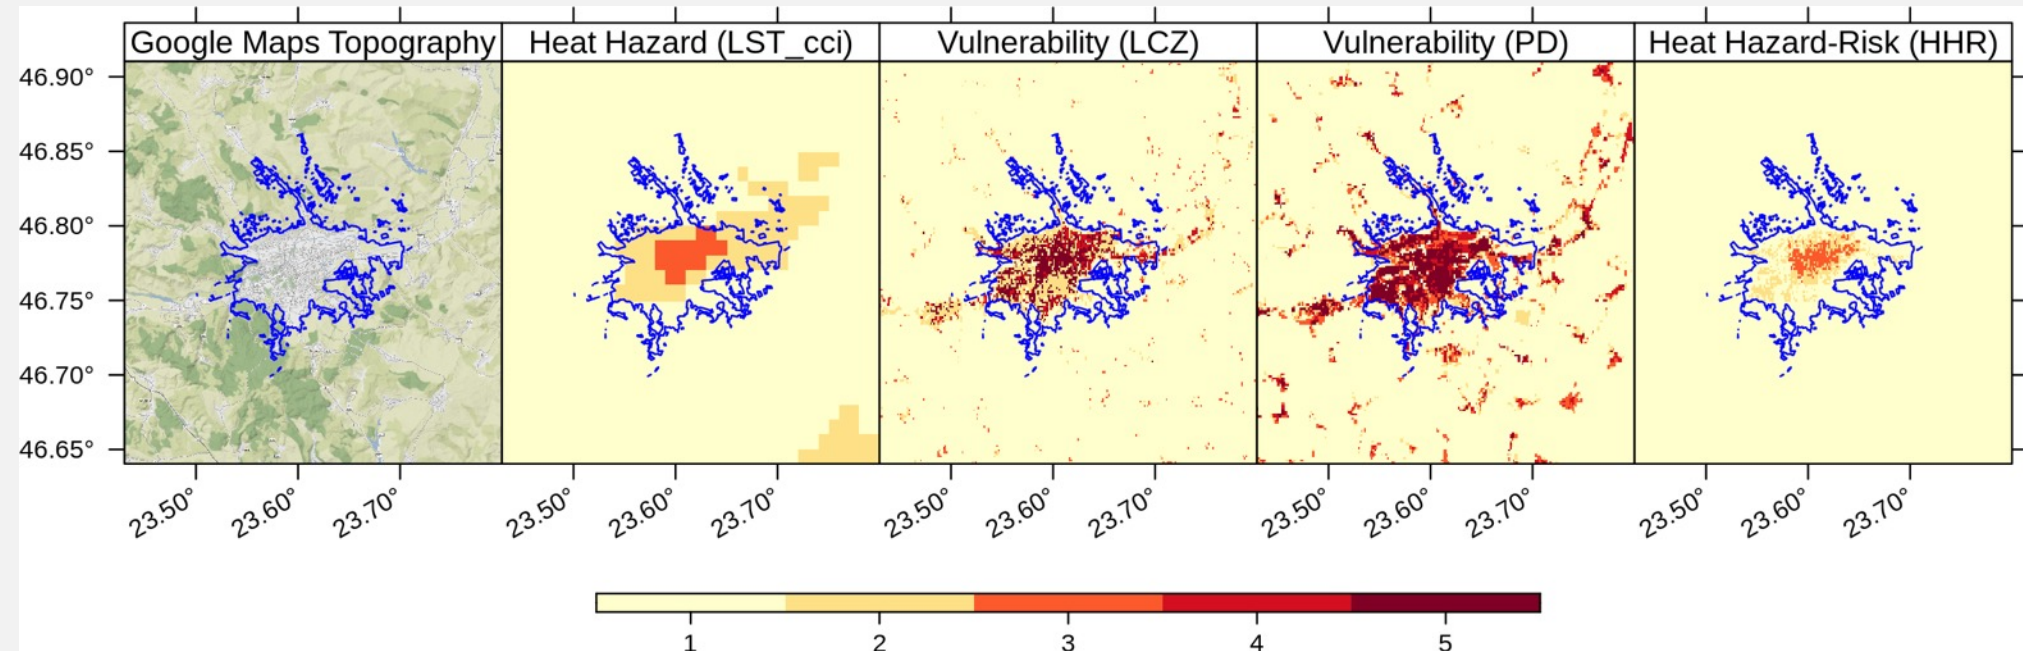 Google Maps Topography
Heat Hazard (LST_cci)
Vulnerability (LCZ)
Vulnerability (PD)
Heat Hazard-Risk (HHR)
46.90°
46.85°
46.80°
46.75°
46.70°
46.65°
23.50° 23.60° 23.70° 23.50° 23.60° 23.70° 23.50° 23.60° 23.70° 23.50° 23.60° 23.70° 23.50° 23.60° 23.70°
1 2 3 4 5